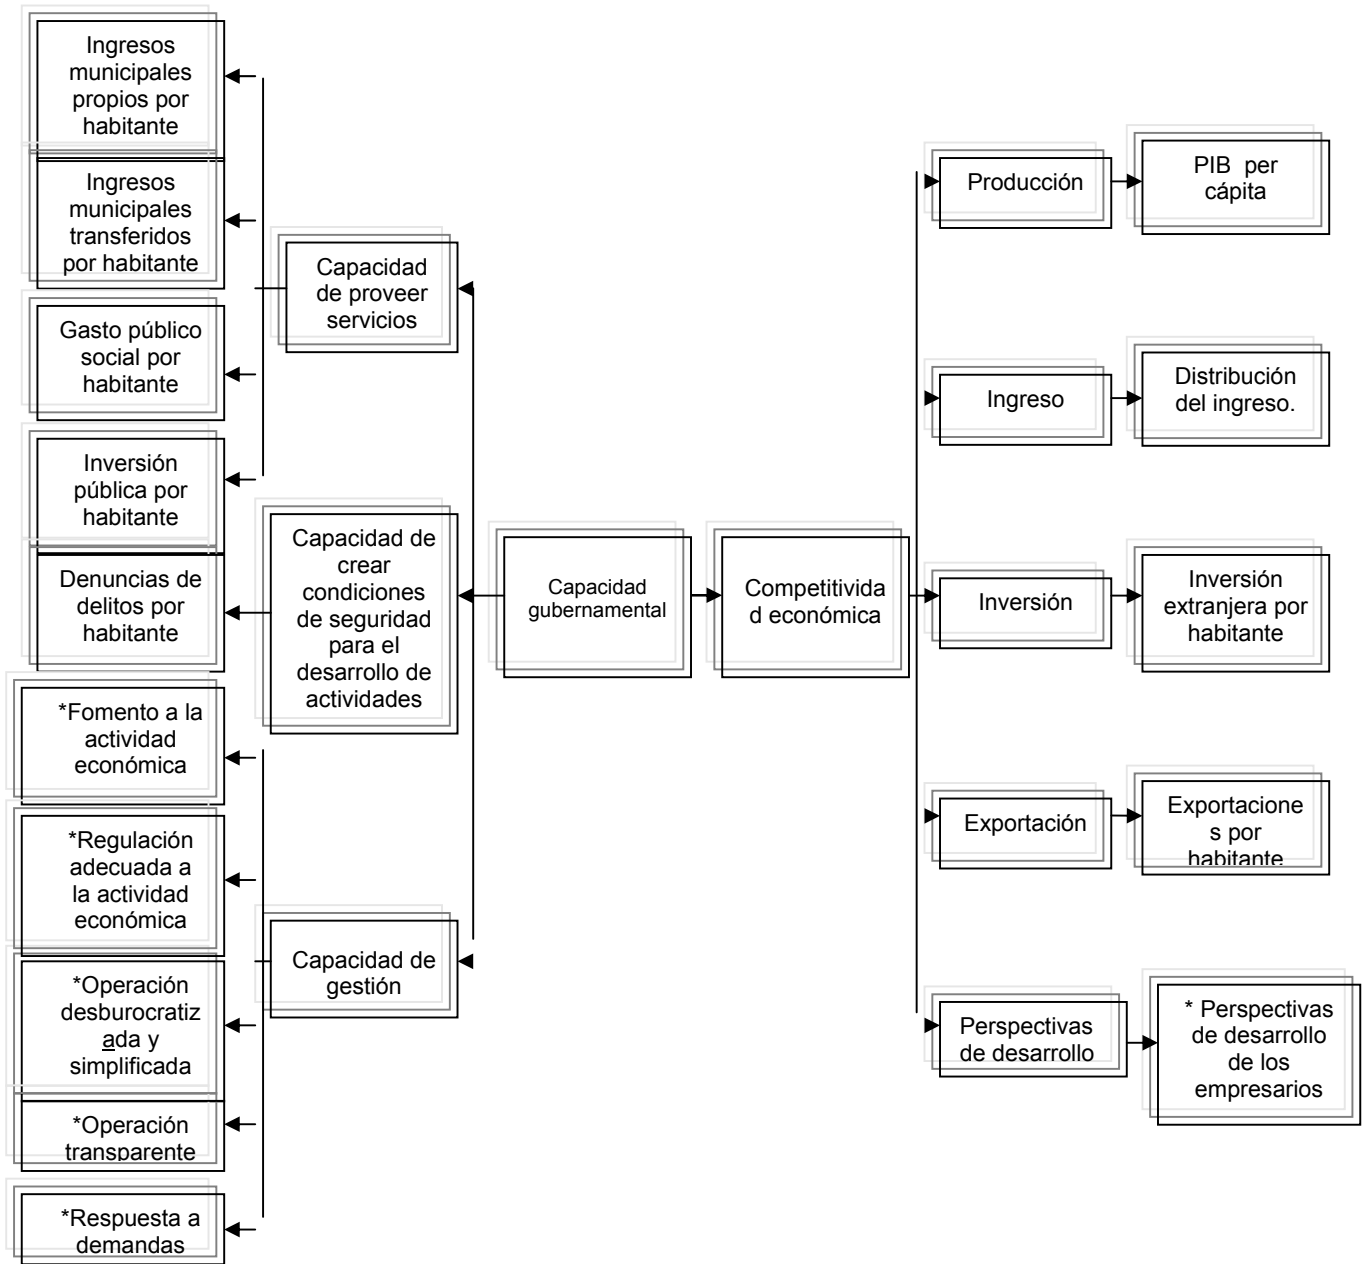 Ingresos
municipales
propios por
habitante
Ingresos
municipales
transferidos
por habitante
Gasto público
social por
habitante
Inversión
pública por
habitante
Denuncias de
delitos por
habitante
*Fomento a la
actividad
económica
*Regulación
adecuada a
la actividad
económica
*Operación
desburocratiz
ada y
simplificada
*Operación
transparente
*Respuesta a
demandas
Capacidad
de proveer
servicios
Capacidad de
crear
condiciones
de seguridad
para el
desarrollo de
actividades
Capacidad de
gestión
Capacidad
gubernamental
Competitivida
d económica
Producción
Ingreso
Inversión
Exportación
Perspectivas
de desarrollo
PIB per
cápita
Distribución
del ingreso.
Inversión
extranjera por
habitante
Exportacione
s por
habitante
* Perspectivas
de desarrollo
de los
empresarios